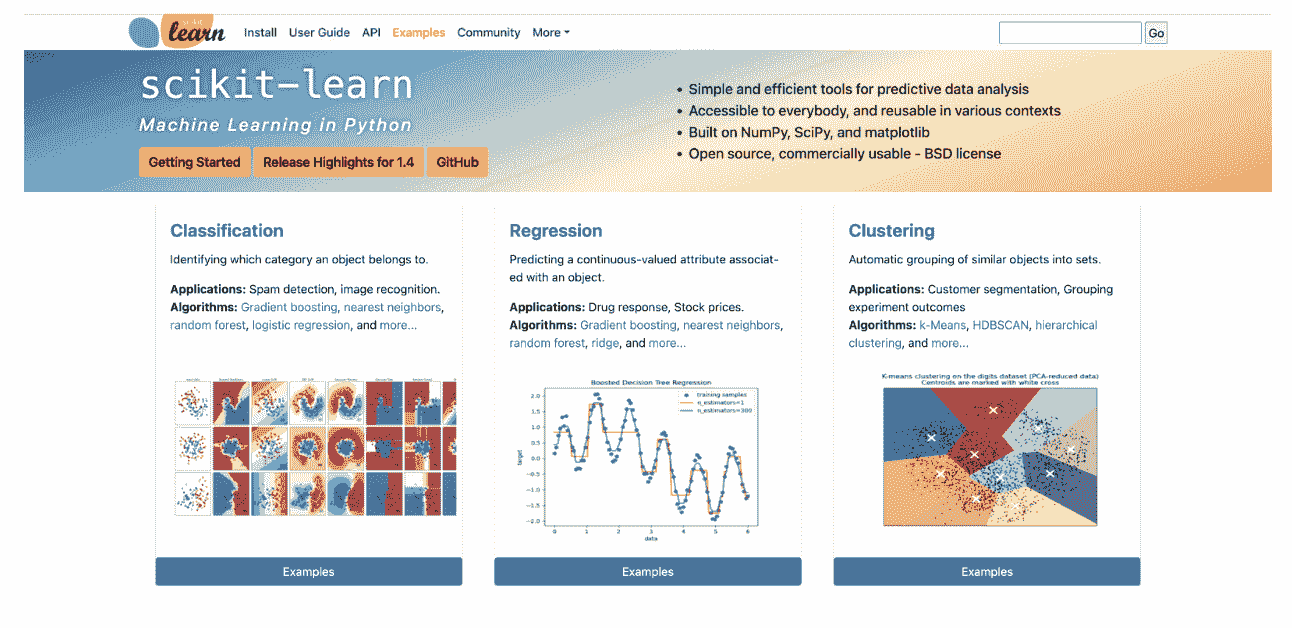 scikit
learn
Install User Guide API Examples Community More
Go
scikit-learn
Machine Learning in Python
Getting Started Release Highlights for 1.4 GitHub
• Simple and efficient tools for predictive data analysis
• Accessible to everybody, and reusable in various contexts
• Built on NumPy, SciPy, and matplotlib
• Open source, commercially usable - BSD license
Classification
Identifying which category an object belongs to.
Applications: Spam detection, image recognition.
Algorithms: Gradient boosting, nearest neighbors,
random forest, logistic regression, and more...
Examples
Regression
Predicting a continuous-valued attribute associat-
ed with an object.
Applications: Drug response, Stock prices.
Algorithms: Gradient boosting, nearest neighbors,
random forest, ridge, and more...
Boosted Decision Tree Regression
training samples
n_estimators=1
n_estimators=300
target
2.0
1.5
1.0
0.5
0.0
−0.5
−1.0
−1.5
−2.0
0 1 2 3 4 5 6
data
Examples
Clustering
Automatic grouping of similar objects into sets.
Applications: Customer segmentation, Grouping
experiment outcomes
Algorithms: k-Means, HDBSCAN, hierarchical
clustering, and more...
K-means clustering on the digits dataset (PCA-reduced data)
Centroids are marked with white cross
Examples